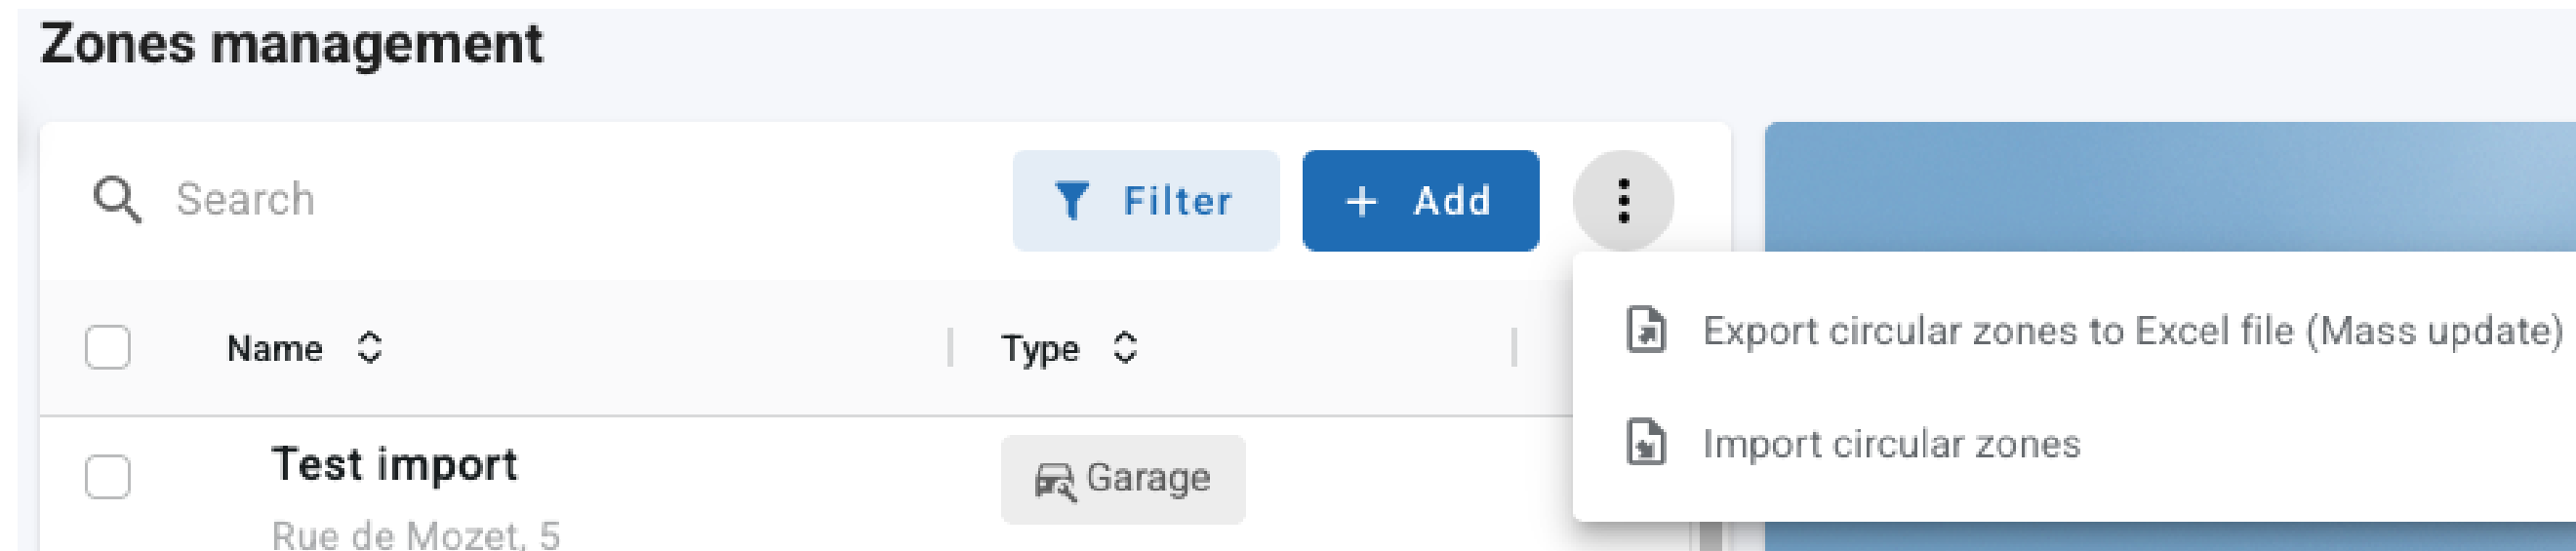 Zones management
Search
Filter
+ Add
Name
Type
Export circular zones to Excel file (Mass update)
Import circular zones
Test import
Garage
Rue de Mozet, 5